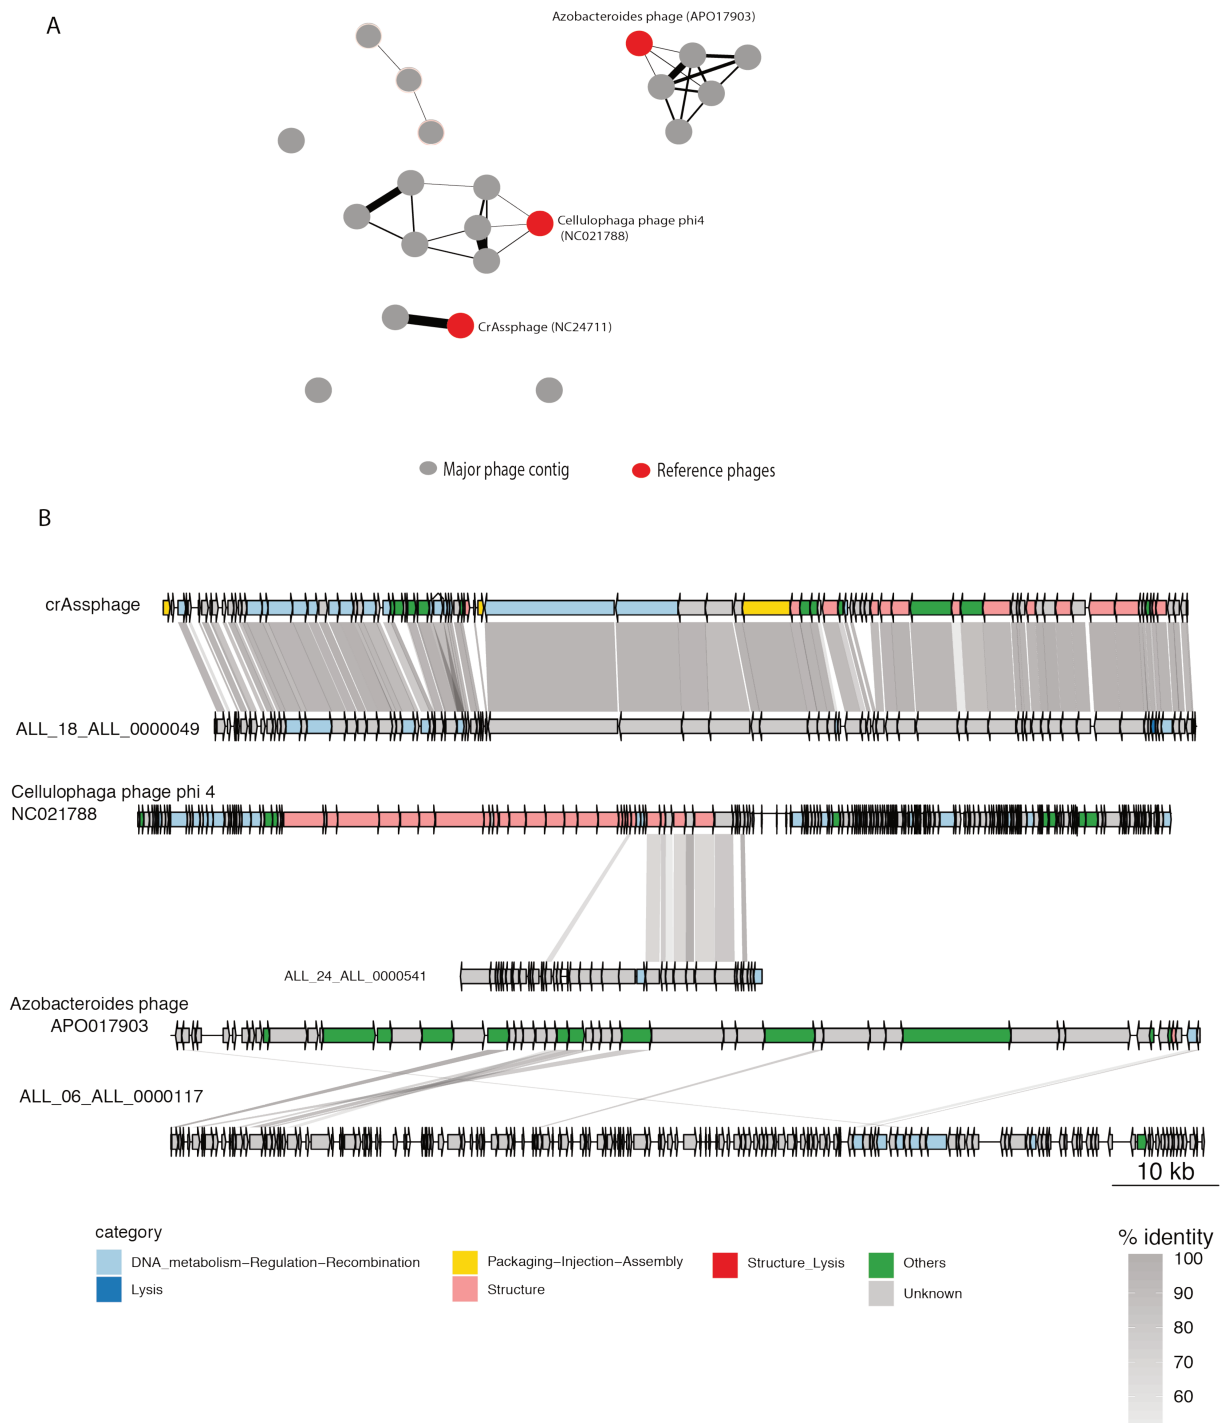 A
Azobacteroides phage (APO17903)
Cellulophaga phage phi4
(NC021788)
CrAssphage (NC24711)
Major phage contig
Reference phages
B
crAssphage
ALL_18_ALL_0000049
Cellulophaga phage phi 4
NC021788
ALL_24_ALL_0000541
Azobacteroides phage
APO017903
ALL_06_ALL_0000117
10 kb
category
DNA_metabolism−Regulation−Recombination
Lysis
Packaging−Injection−Assembly
Structure
Structure_Lysis
Others
Unknown
% identity
100
90
80
70
60